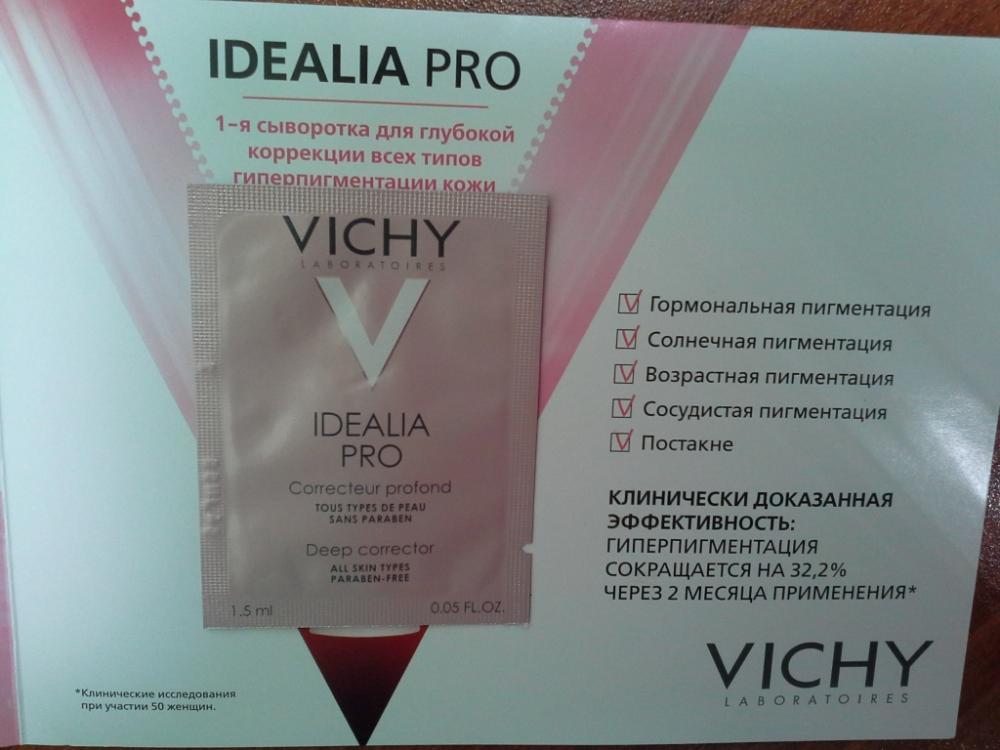 IDEALIA PRO
1-я сыворотка для глубокой
коррекции всех типов
гиперпигментации кожи
VICHY
LABORATOIRES
V
IDEALIA
PRO
Correcteur profond
TOUS TYPES DE PEAU
SANS PARABEN
Deep corrector
ALL SKIN TYPES
PARABEN-FREE
1.5 ml 0.05 FL.OZ.
Гормональная пигментация
Солнечная пигментация
Возрастная пигментация
Сосудистая пигментация
Постакне
КЛИНИЧЕСКИ ДОКАЗАННАЯ
ЭФФЕКТИВНОСТЬ:
ГИПЕРПИГМЕНТАЦИЯ
СОКРАЩАЕТСЯ НА 32,2%
ЧЕРЕЗ 2 МЕСЯЦА ПРИМЕНЕНИЯ*
VICHY
LABORATOIRES
*Клинические исследования
при участии 50 женщин.